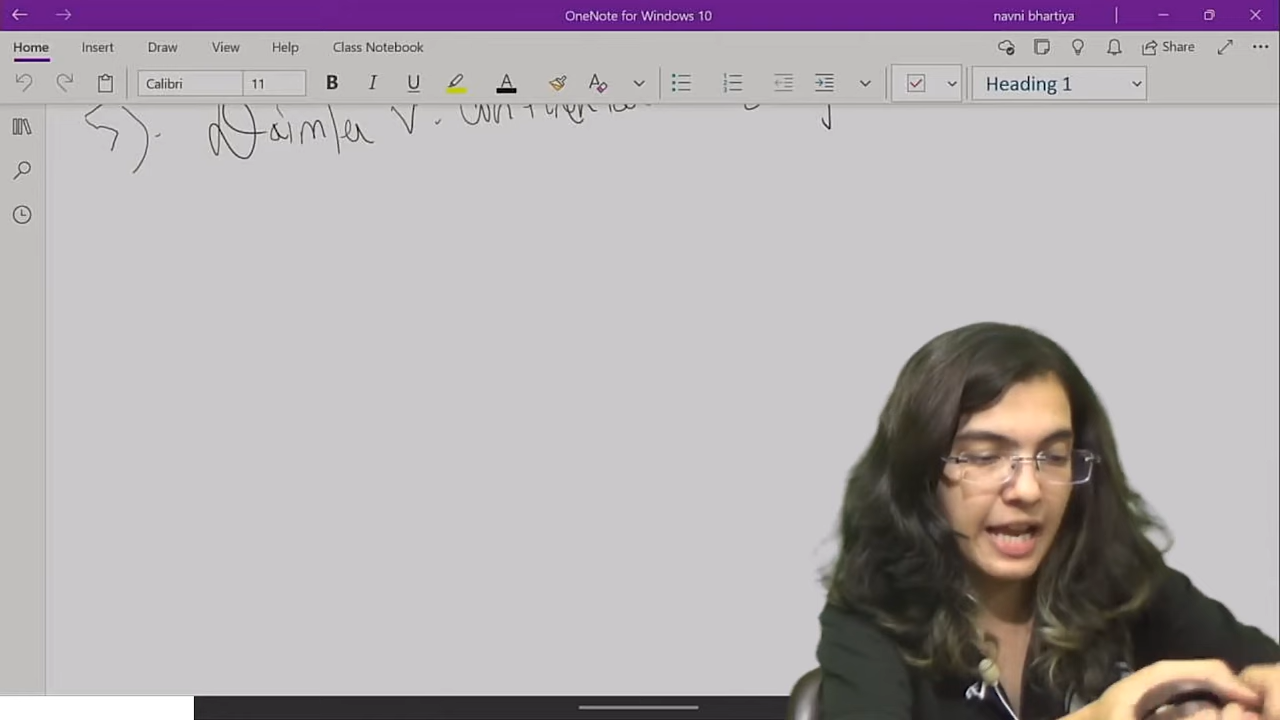 OneNote for Windows 10
navni bhartiya
Home Insert Draw View Help Class Notebook
Share
Calibri 11 B I U A A Heading 1
5). Daimler V.